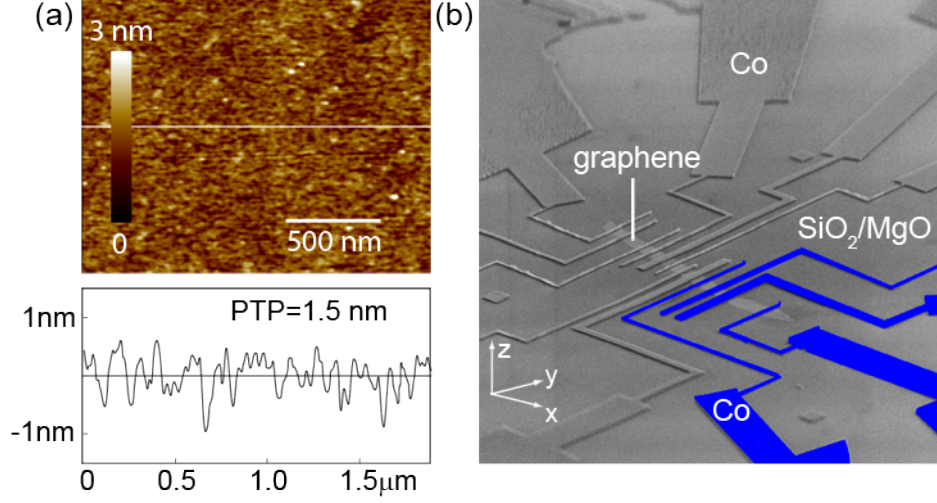 (a)
3 nm
0
500 nm
PTP=1.5 nm
1nm
-1nm
0 0.5 1.0 1.5μm
(b)
Co
graphene
SiO₂/MgO
z
y
x
Co